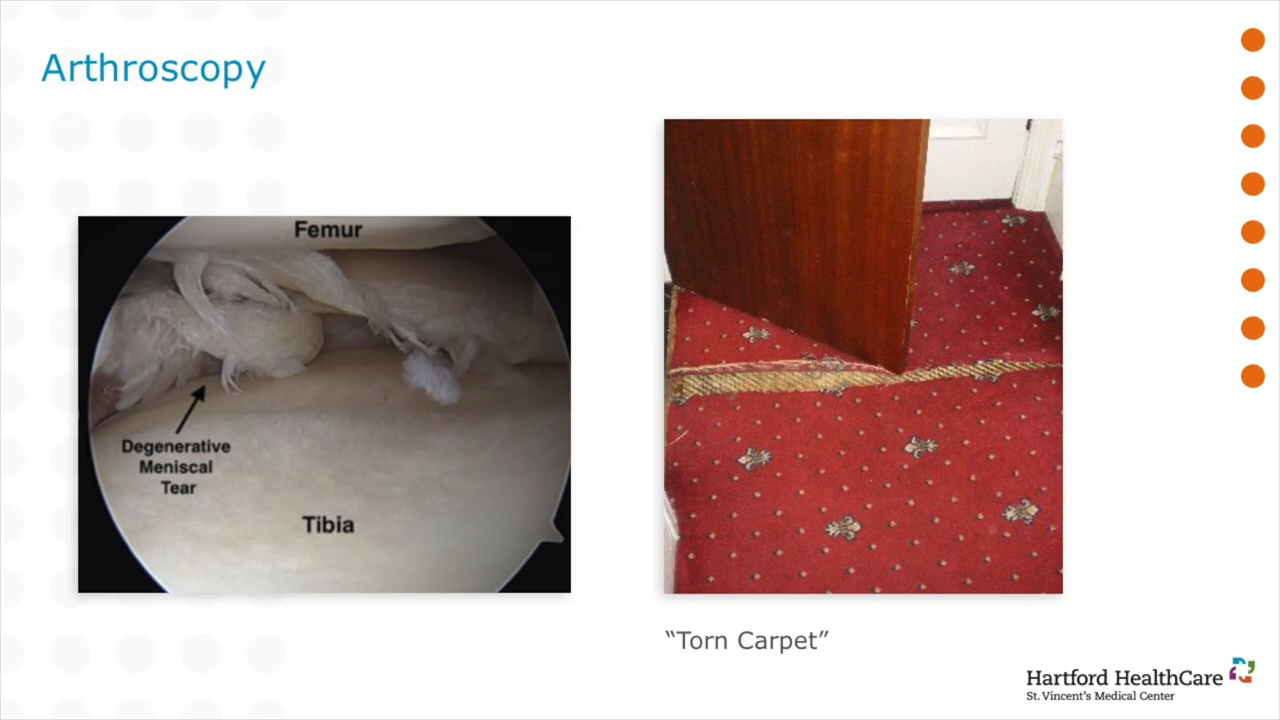 Arthroscopy
Femur
Degenerative
Meniscal
Tear
Tibia
“Torn Carpet”
Hartford HealthCare
St. Vincent's Medical Center